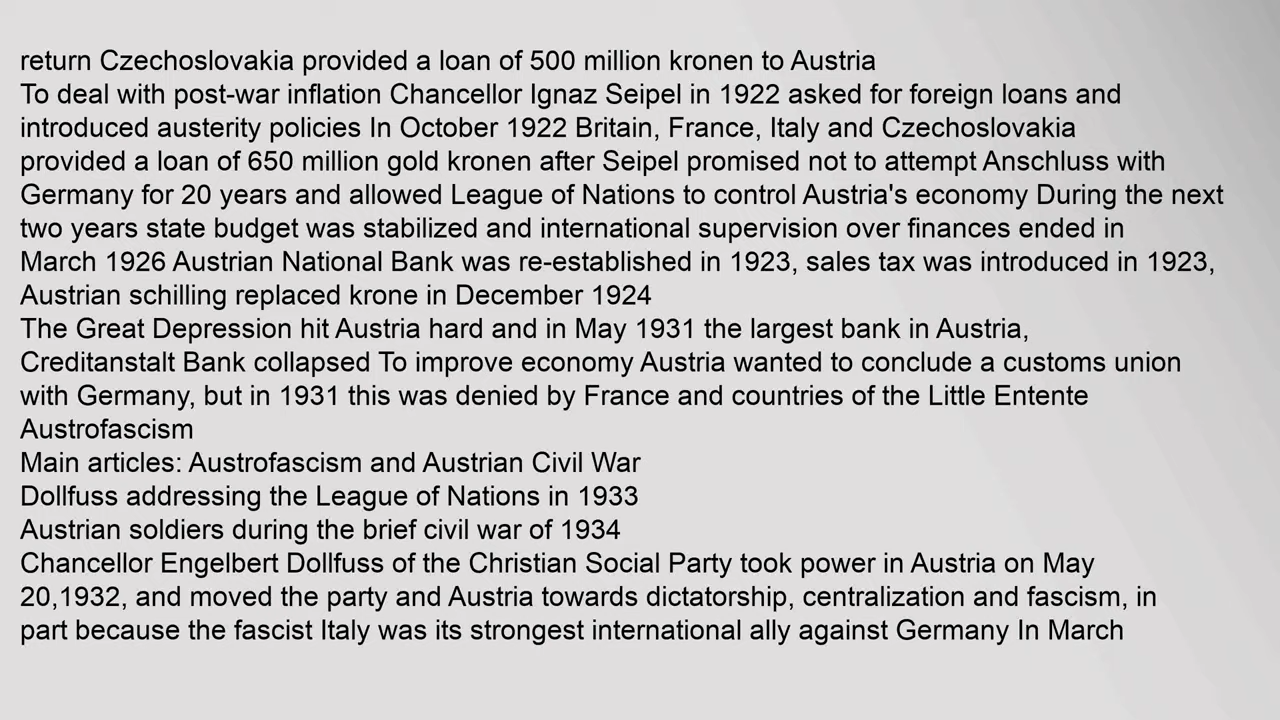 return Czechoslovakia provided a loan of 500 million kronen to Austria
To deal with post-war inflation Chancellor Ignaz Seipel in 1922 asked for foreign loans and
introduced austerity policies In October 1922 Britain, France, Italy and Czechoslovakia
provided a loan of 650 million gold kronen after Seipel promised not to attempt Anschluss with
Germany for 20 years and allowed League of Nations to control Austria's economy During the next
two years state budget was stabilized and international supervision over finances ended in
March 1926 Austrian National Bank was re-established in 1923, sales tax was introduced in 1923,
Austrian schilling replaced krone in December 1924
The Great Depression hit Austria hard and in May 1931 the largest bank in Austria,
Creditanstalt Bank collapsed To improve economy Austria wanted to conclude a customs union
with Germany, but in 1931 this was denied by France and countries of the Little Entente
Austrofascism
Main articles: Austrofascism and Austrian Civil War
Dollfuss addressing the League of Nations in 1933
Austrian soldiers during the brief civil war of 1934
Chancellor Engelbert Dollfuss of the Christian Social Party took power in Austria on May
20,1932, and moved the party and Austria towards dictatorship, centralization and fascism, in
part because the fascist Italy was its strongest international ally against Germany In March